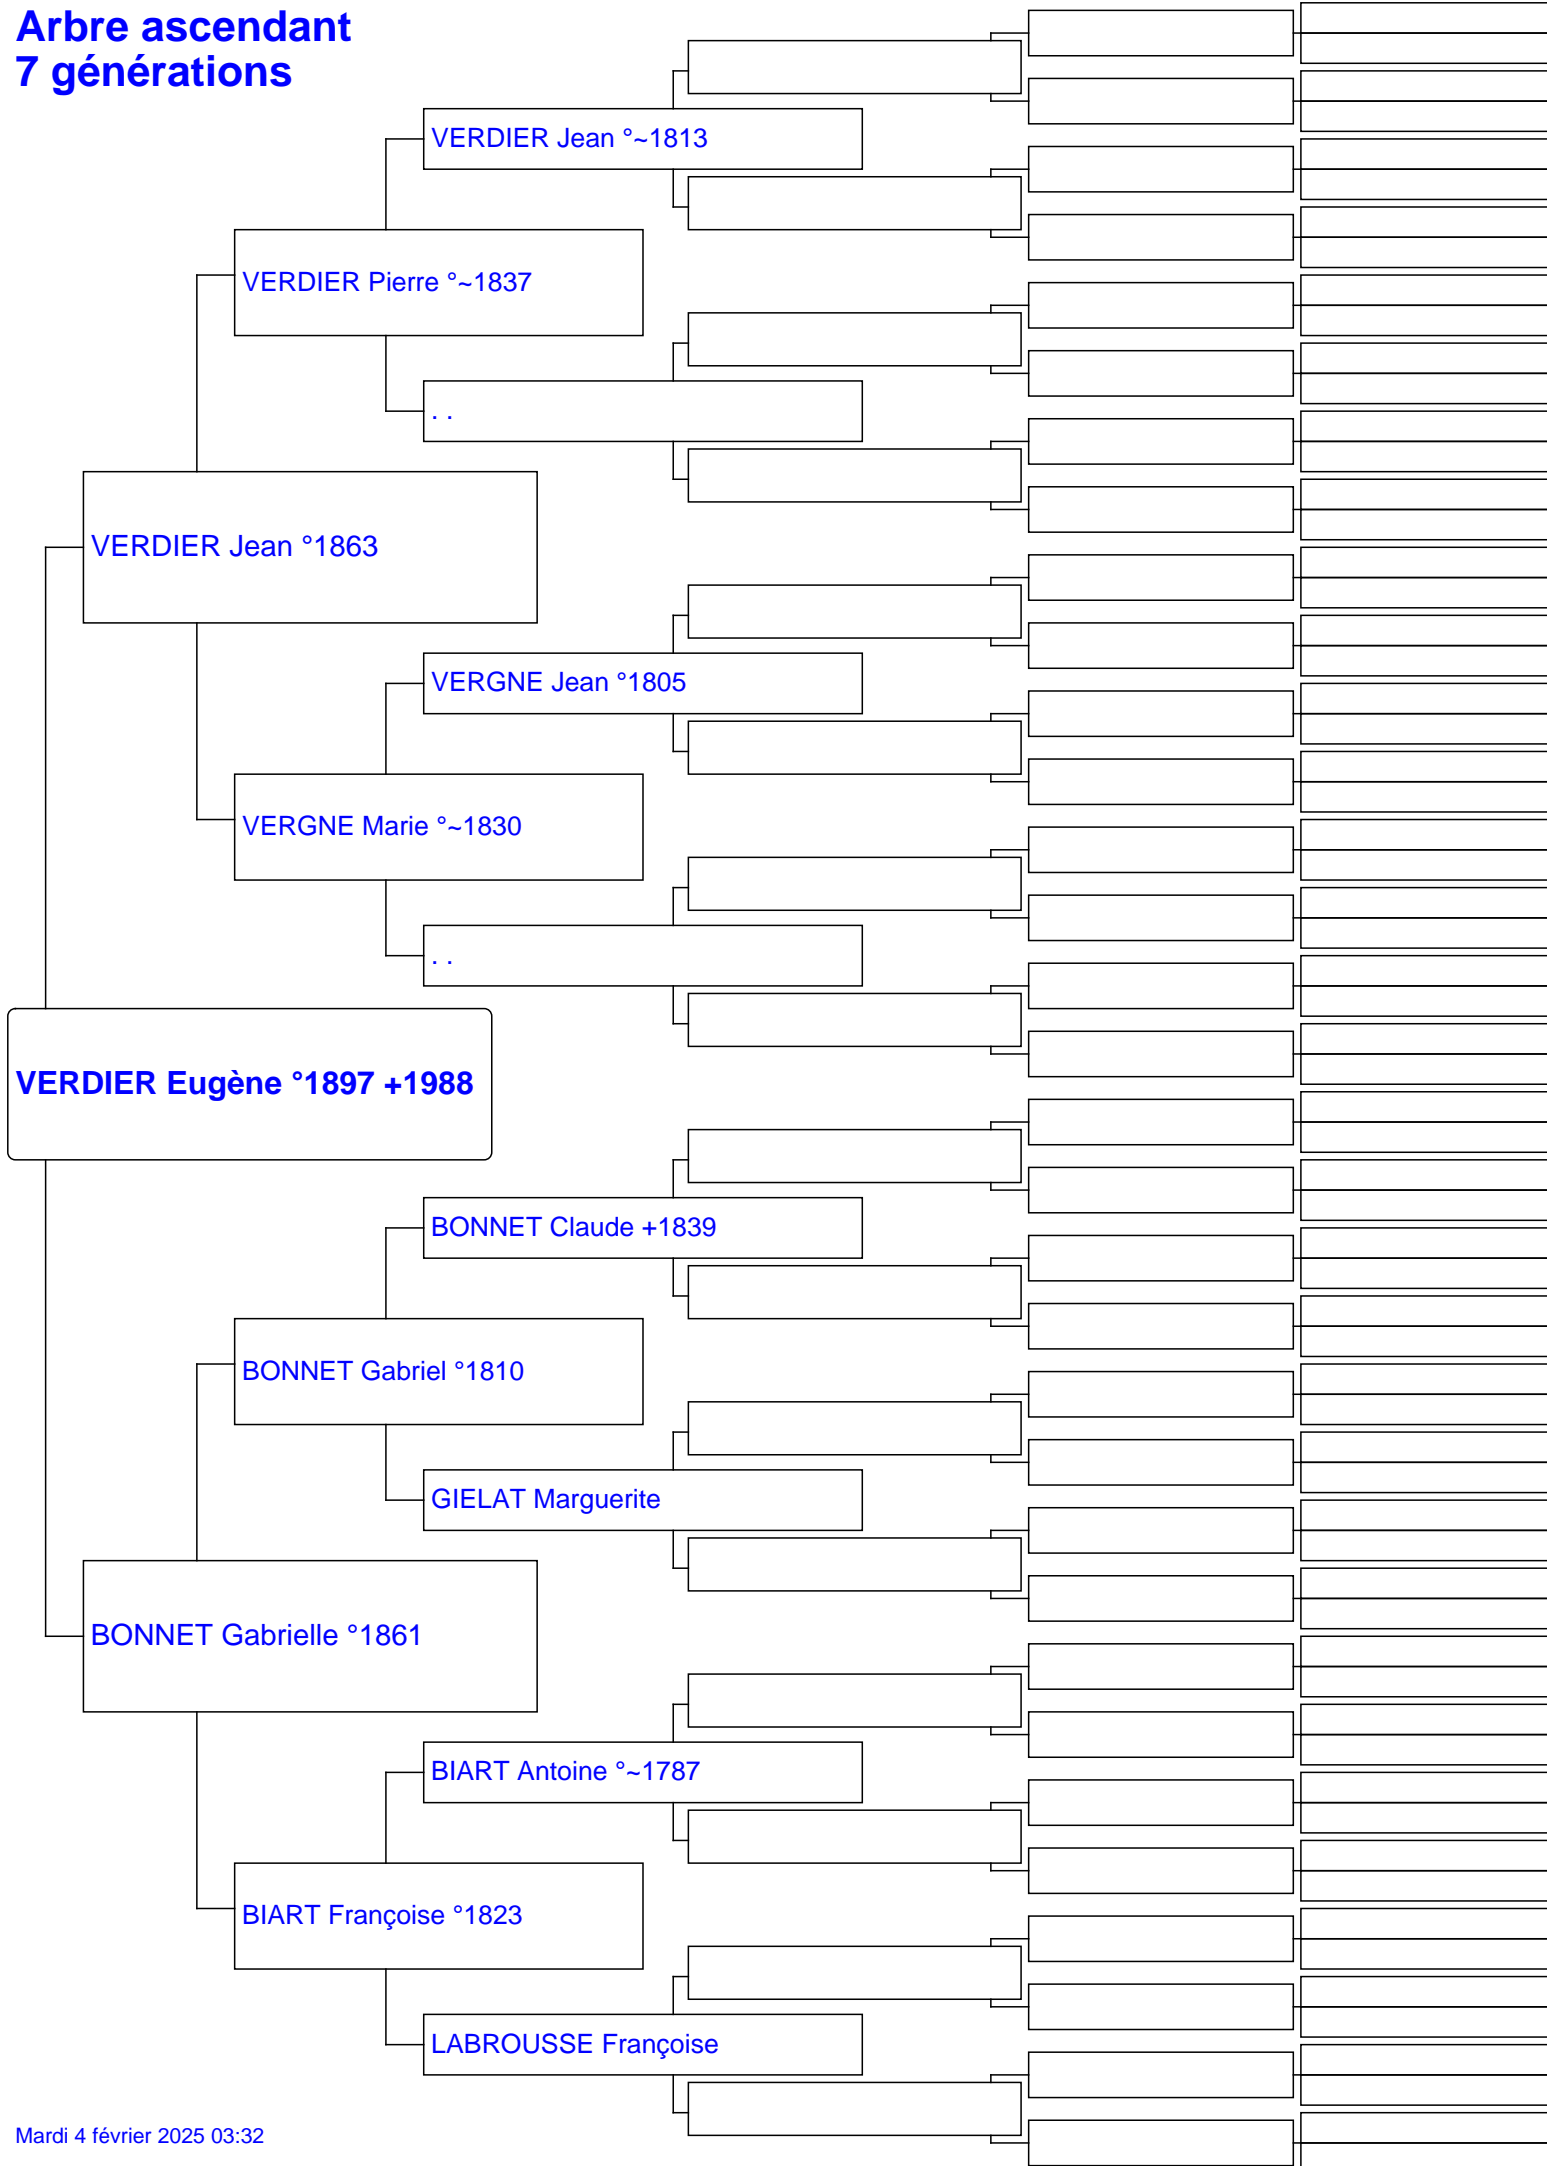 Arbre ascendant
7 générations
VERDIER Jean °~1813
VERDIER Pierre °~1837
. .
VERDIER Jean °1863
VERGNE Jean °1805
VERGNE Marie °~1830
. .
VERDIER Eugène °1897 +1988
BONNET Claude +1839
BONNET Gabriel °1810
GIELAT Marguerite
BONNET Gabrielle °1861
BIART Antoine °~1787
BIART Françoise °1823
LABROUSSE Françoise
Mardi 4 février 2025 03:32